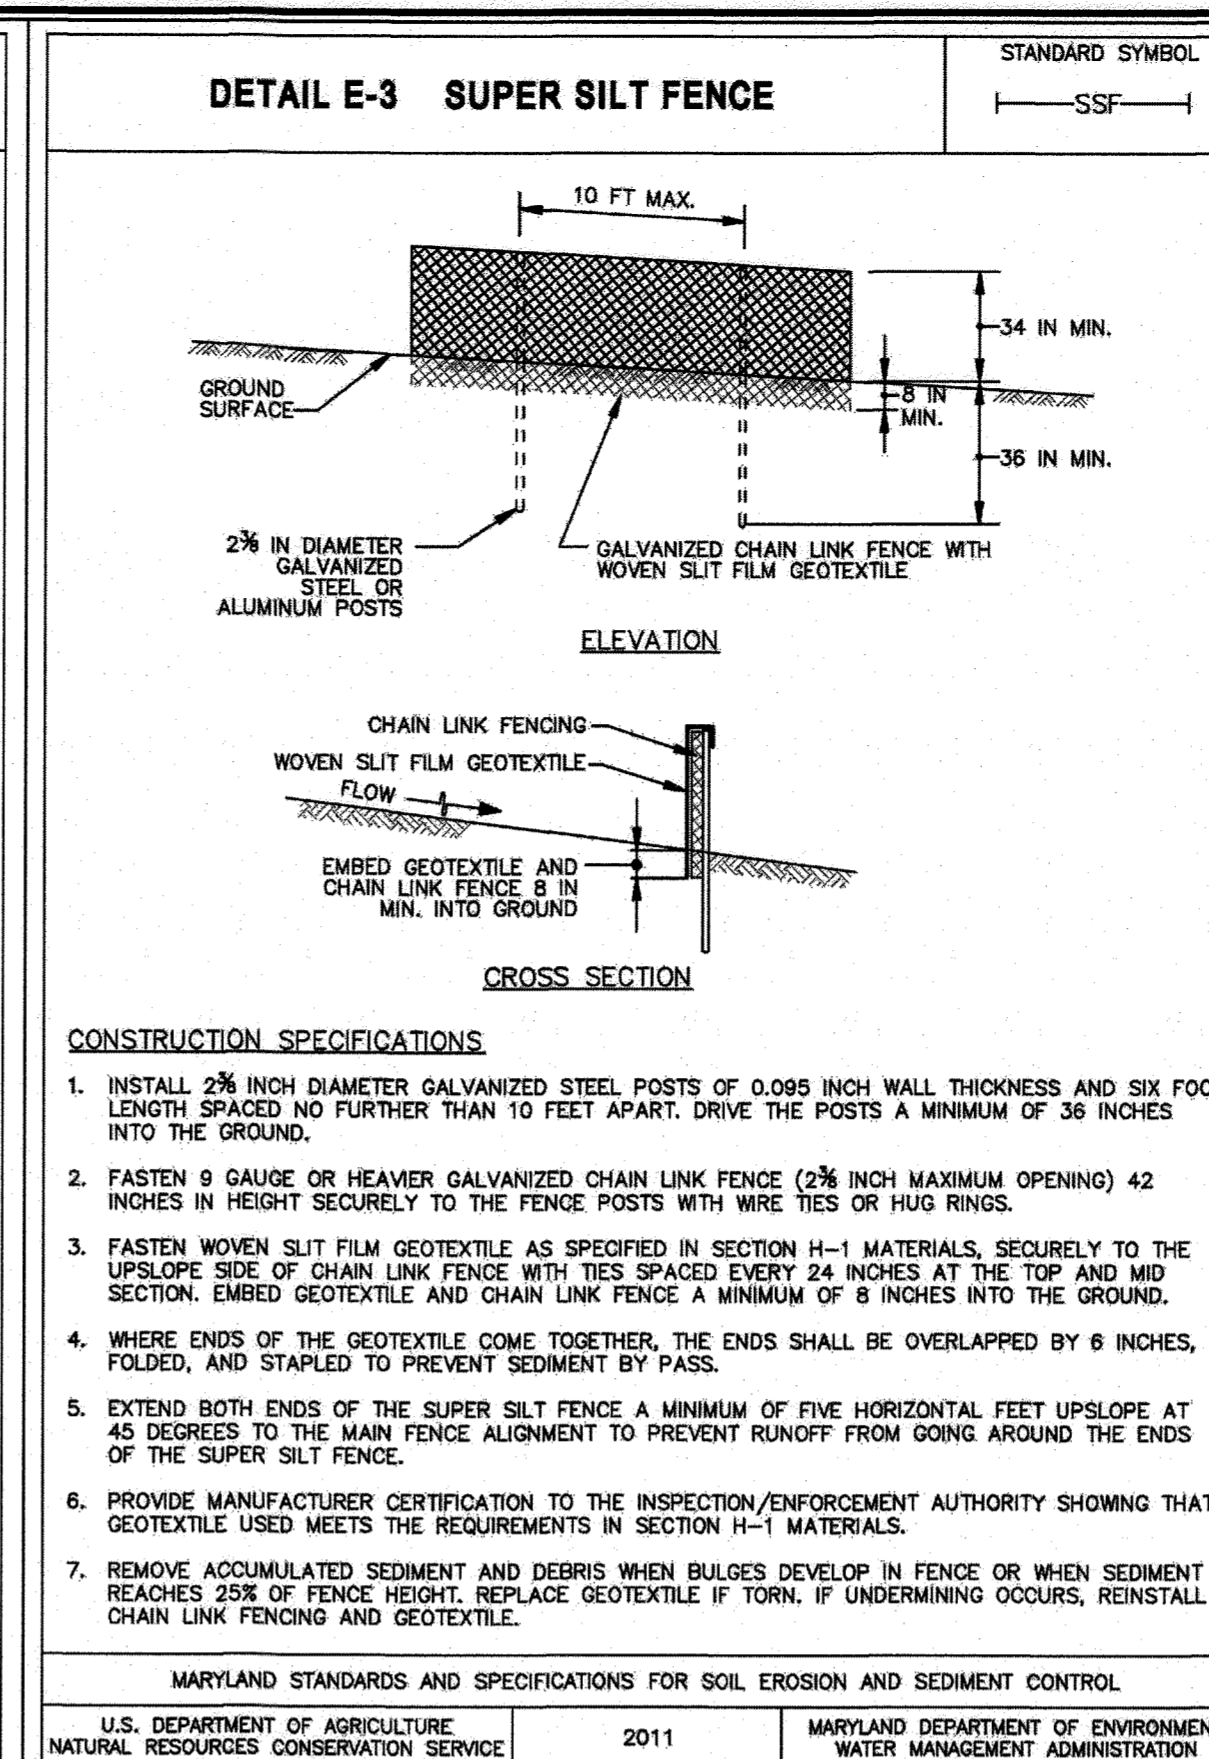 DETAIL E-3 SUPER SILT FENCE
STANDARD SYMBOL
SSF
10 FT MAX.
34 IN MIN.
GROUND
SURFACE
8 IN
MIN.
36 IN MIN.
2⅜ IN DIAMETER
GALVANIZED
STEEL OR
ALUMINUM POSTS
GALVANIZED CHAIN LINK FENCE WITH
WOVEN SLIT FILM GEOTEXTILE
ELEVATION
CHAIN LINK FENCING
WOVEN SLIT FILM GEOTEXTILE
FLOW
EMBED GEOTEXTILE AND
CHAIN LINK FENCE 8 IN
MIN. INTO GROUND
CROSS SECTION
CONSTRUCTION SPECIFICATIONS
1. INSTALL 2⅜ INCH DIAMETER GALVANIZED STEEL POSTS OF 0.095 INCH WALL THICKNESS AND SIX FOO
LENGTH SPACED NO FURTHER THAN 10 FEET APART. DRIVE THE POSTS A MINIMUM OF 36 INCHES
INTO THE GROUND.
2. FASTEN 9 GAUGE OR HEAVIER GALVANIZED CHAIN LINK FENCE (2⅜ INCH MAXIMUM OPENING) 42
INCHES IN HEIGHT SECURELY TO THE FENCE POSTS WITH WIRE TIES OR HUG RINGS.
3. FASTEN WOVEN SLIT FILM GEOTEXTILE AS SPECIFIED IN SECTION H-1 MATERIALS, SECURELY TO THE
UPSLOPE SIDE OF CHAIN LINK FENCE WITH TIES SPACED EVERY 24 INCHES AT THE TOP AND MID
SECTION. EMBED GEOTEXTILE AND CHAIN LINK FENCE A MINIMUM OF 8 INCHES INTO THE GROUND.
4. WHERE ENDS OF THE GEOTEXTILE COME TOGETHER, THE ENDS SHALL BE OVERLAPPED BY 6 INCHES,
FOLDED, AND STAPLED TO PREVENT SEDIMENT BY PASS.
5. EXTEND BOTH ENDS OF THE SUPER SILT FENCE A MINIMUM OF FIVE HORIZONTAL FEET UPSLOPE AT
45 DEGREES TO THE MAIN FENCE ALIGNMENT TO PREVENT RUNOFF FROM GOING AROUND THE ENDS
OF THE SUPER SILT FENCE.
6. PROVIDE MANUFACTURER CERTIFICATION TO THE INSPECTION/ENFORCEMENT AUTHORITY SHOWING THAT
GEOTEXTILE USED MEETS THE REQUIREMENTS IN SECTION H-1 MATERIALS.
7. REMOVE ACCUMULATED SEDIMENT AND DEBRIS WHEN BULGES DEVELOP IN FENCE OR WHEN SEDIMENT
REACHES 25% OF FENCE HEIGHT. REPLACE GEOTEXTILE IF TORN. IF UNDERMINING OCCURS, REINSTALL
CHAIN LINK FENCING AND GEOTEXTILE.
MARYLAND STANDARDS AND SPECIFICATIONS FOR SOIL EROSION AND SEDIMENT CONTROL
U.S. DEPARTMENT OF AGRICULTURE
NATURAL RESOURCES CONSERVATION SERVICE
2011
MARYLAND DEPARTMENT OF ENVIRONMEN
WATER MANAGEMENT ADMINISTRATION